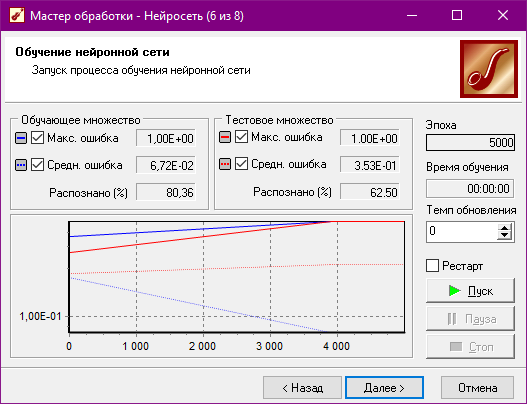 Мастер обработки - Нейросеть (6 из 8)
Обучение нейронной сети
Запуск процесса обучения нейронной сети
Обучающее множество
Макс. ошибка 1,00E+00
Средн. ошибка 6,72E-02
Распознано (%) 80,36
Тестовое множество
Макс. ошибка 1.00E+00
Средн. ошибка 3.53E-01
Распознано (%) 62.50
Эпоха
5000
Время обучения
00:00:00
Темп обновления
0
Рестарт
Пуск
Пауза
Стоп
1,00E-01
0 1 000 2 000 3 000 4 000
< Назад Далее > Отмена